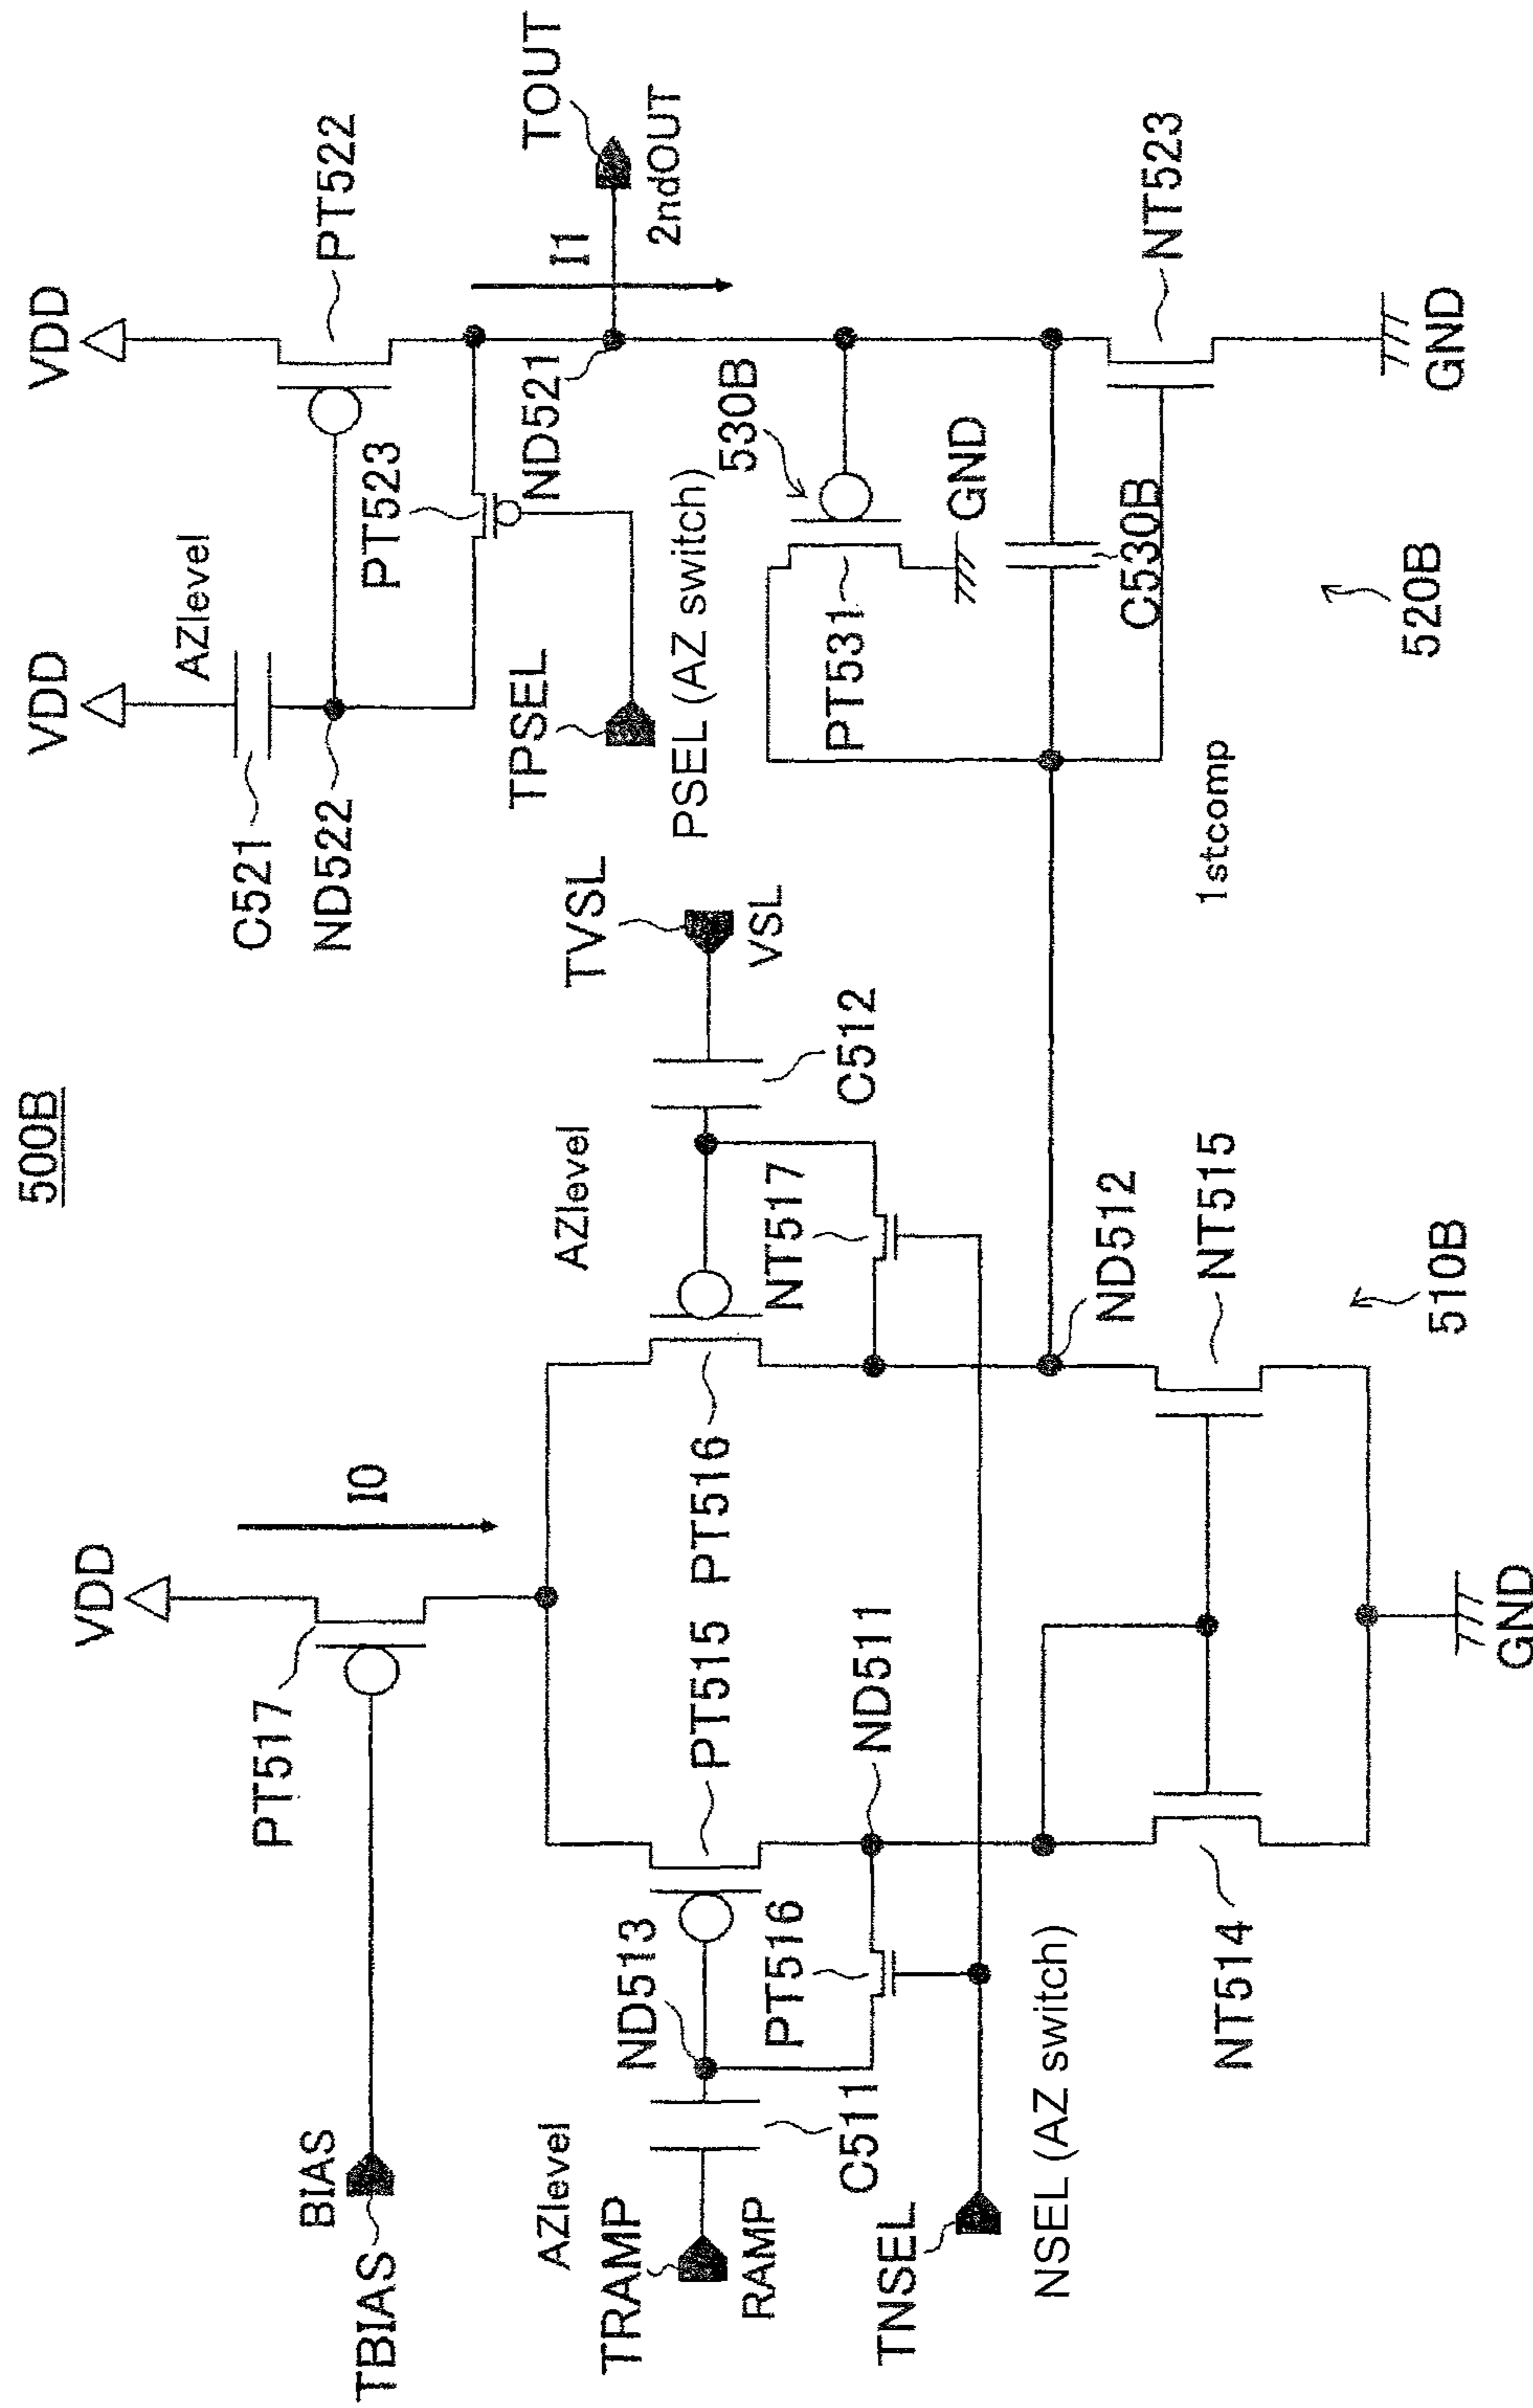 500B
VDD
VDD
VDD
AZlevel
C521
ND522
PT522
PT523
ND521
TOUT
2ndOUT
I1
TPSEL
PSEL (AZ switch)
530B
GND
PT531
C530B
1stcomp
NT523
GND
520B
I0
PT517
BIAS
TBIAS
AZlevel
TRAMP
RAMP
C511
ND513
PT515
PT516
AZlevel
TVSL
VSL
C512
PT516
NT517
ND511
ND512
TNSEL
NSEL (AZ switch)
NT514
NT515
510B
GND